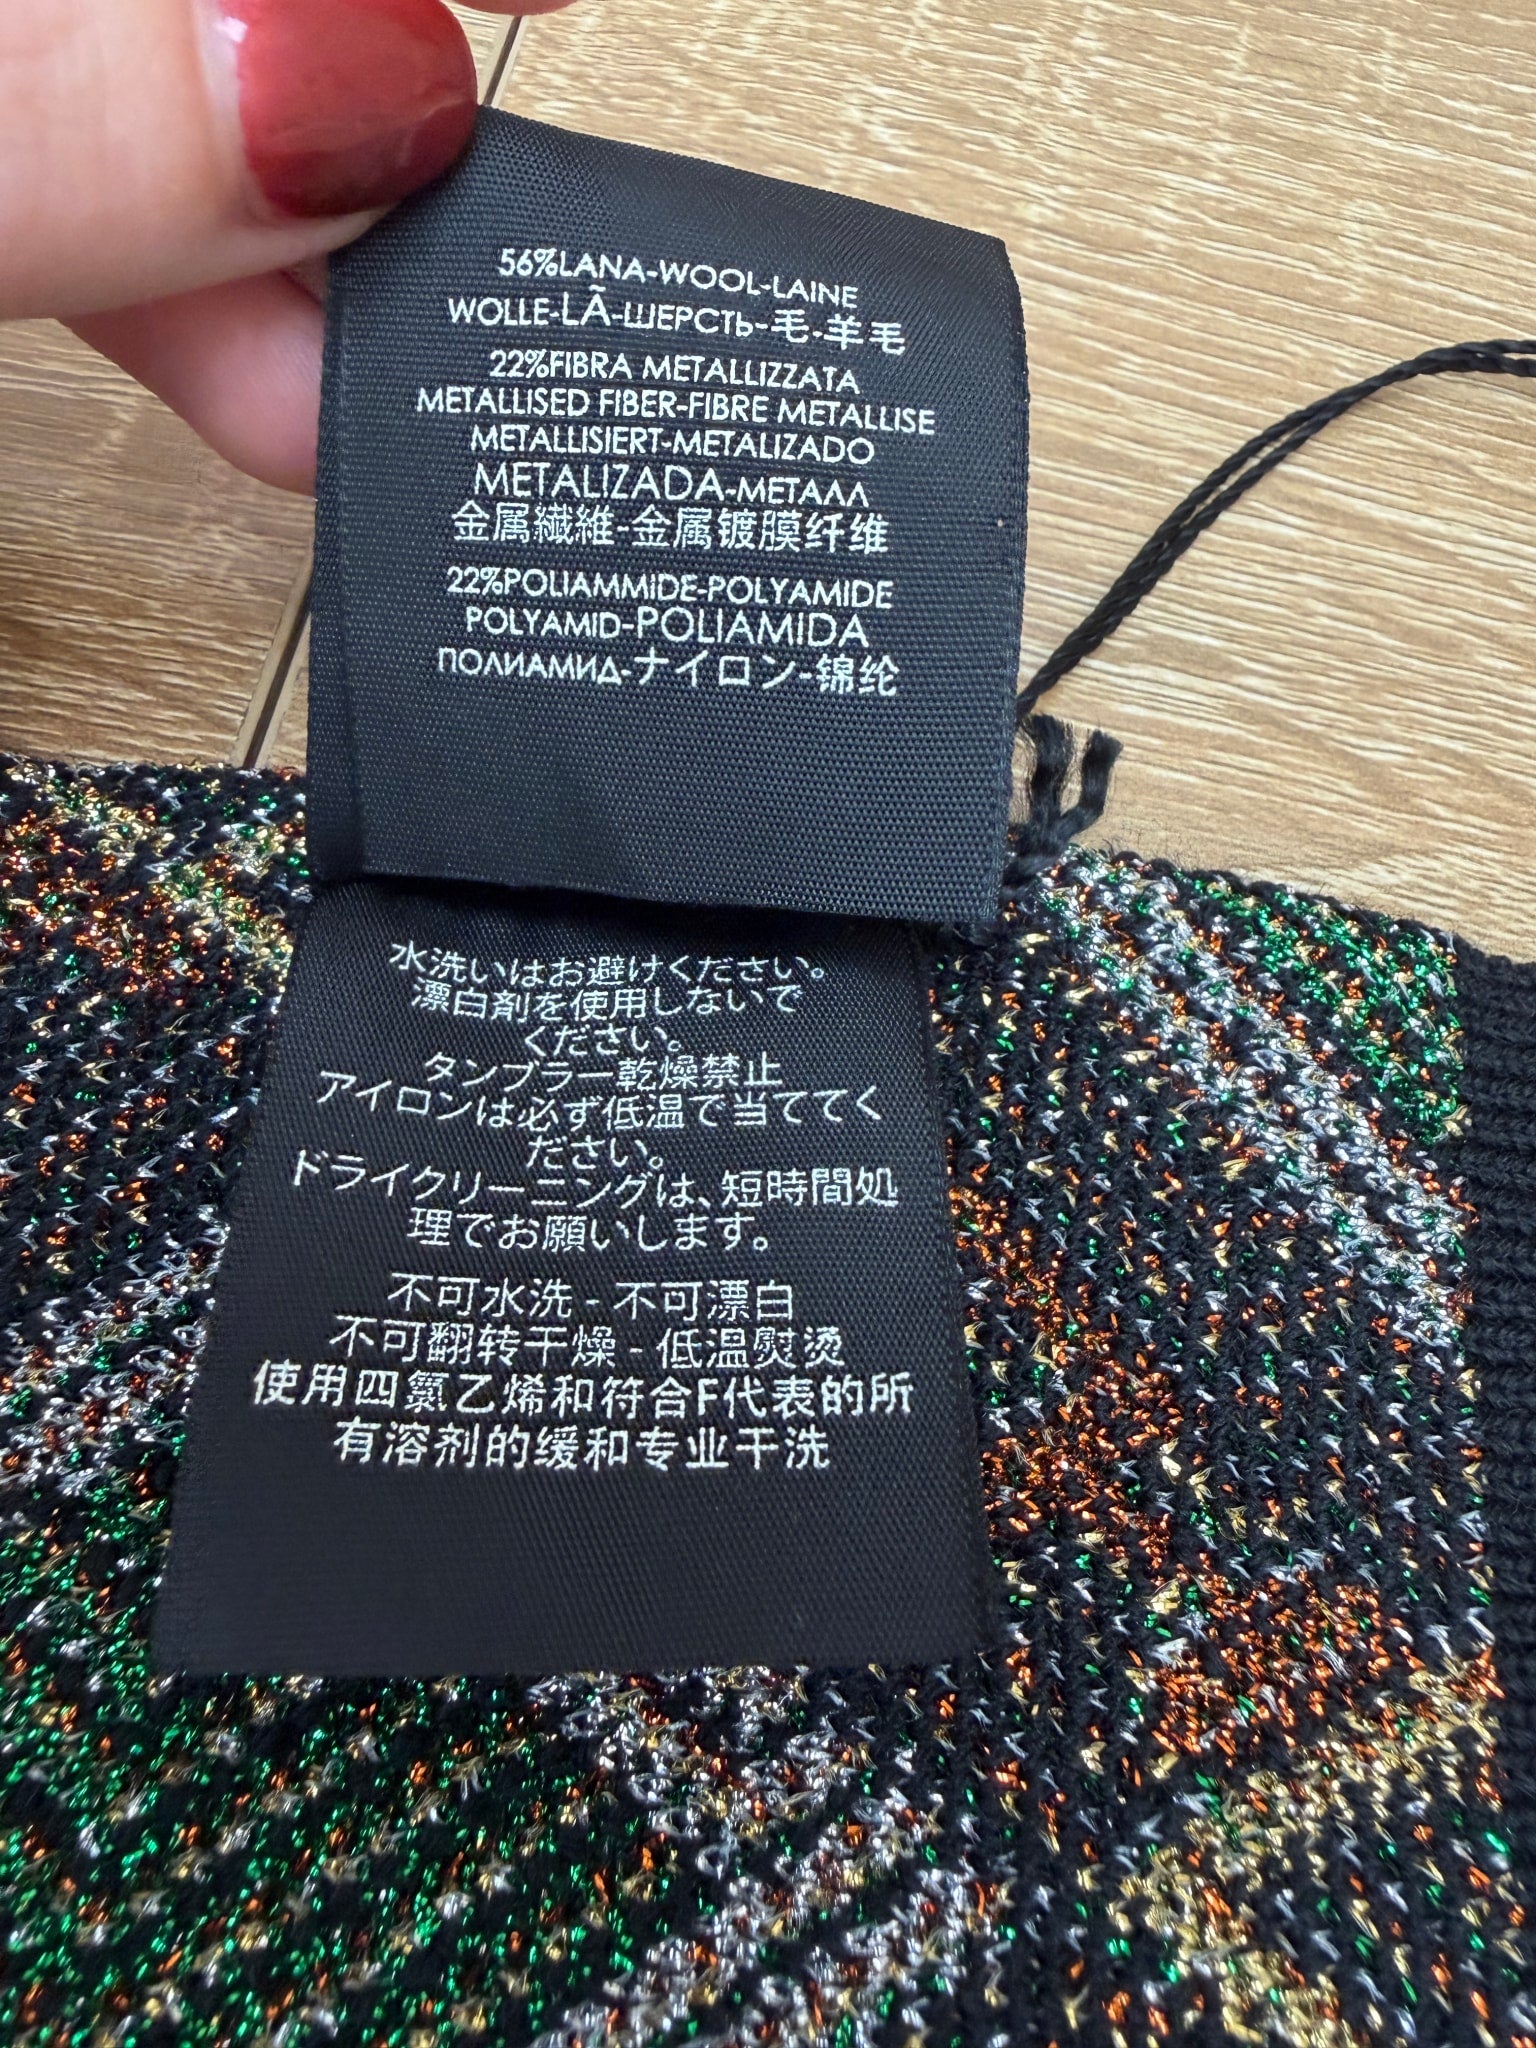 56%LANA-WOOL-LAINE
WOLLE-LÃ-ШЕРСТЬ-毛-羊毛
22%FIBRA METALLIZZATA
METALLISED FIBER-FIBRE METALLISE
METALLISIERT-METALIZADO
METALIZADA-МЕТАЛЛ
金属繊維-金属镀膜纤维
22%POLIAMMIDE-POLYAMIDE
POLYAMID-POLIAMIDA
ПОЛИАМИД-ナイロン-锦纶
水洗いはお避けください。
漂白剤を使用しないで
ください。
タンブラー乾燥禁止
アイロンは必ず低温で当ててく
ださい。
ドライクリーニングは、短時間処
理でお願いします。
不可水洗 - 不可漂白
不可翻转干燥 - 低温熨烫
使用四氯乙烯和符合F代表的所
有溶剂的缓和专业干洗